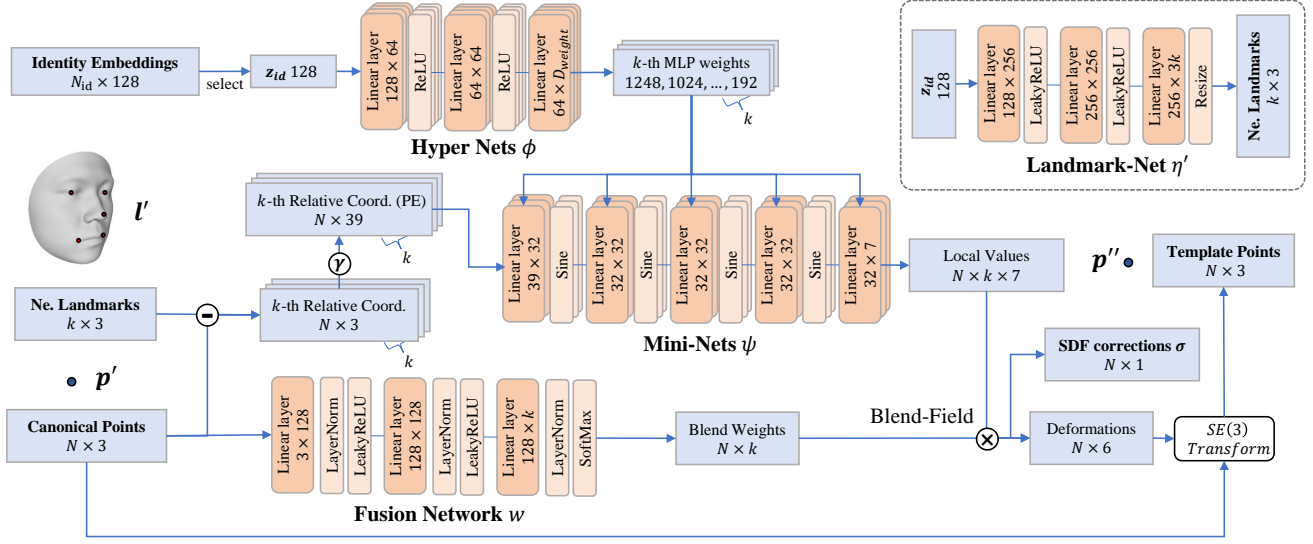 Identity Embeddings
N_id × 128
select
z_id 128
Linear layer
128 × 64
ReLU
Linear layer
64 × 64
ReLU
Linear layer
64 × D_weight
Hyper Nets ϕ
k-th MLP weights
1248, 1024, ... , 192
k
z_id
128
Linear layer
128 × 256
LeakyReLU
Linear layer
256 × 256
LeakyReLU
Linear layer
256 × 3k
Resize
Ne. Landmarks
k × 3
Landmark-Net η′
l′
k-th Relative Coord. (PE)
N × 39
k
γ
k-th Relative Coord.
N × 3
k
Ne. Landmarks
k × 3
−
p′
Canonical Points
N × 3
Linear layer
39 × 32
Sine
Linear layer
32 × 32
Sine
Linear layer
32 × 32
Sine
Linear layer
32 × 32
Sine
Linear layer
32 × 7
Mini-Nets ψ
Local Values
N × k × 7
p′′
Template Points
N × 3
SDF corrections σ
N × 1
Linear layer
3 × 128
LayerNorm
LeakyReLU
Linear layer
128 × 128
LayerNorm
LeakyReLU
Linear layer
128 × k
LayerNorm
SoftMax
Fusion Network w
Blend Weights
N × k
Blend-Field
×
Deformations
N × 6
SE(3)
Transform